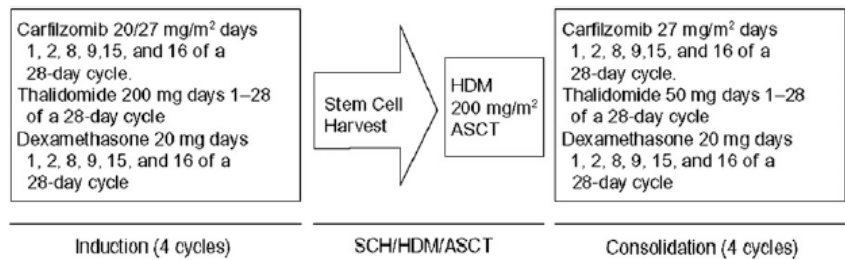 Carfilzomib 20/27 mg/m² days
1, 2, 8, 9,15, and 16 of a
28-day cycle.
Thalidomide 200 mg days 1–28
of a 28-day cycle
Dexamethasone 20 mg days
1, 2, 8, 9, 15, and 16 of a
28-day cycle
Induction (4 cycles)
Stem Cell
Harvest
HDM
200 mg/m²
ASCT
SCH/HDM/ASCT
Carfilzomib 27 mg/m² days
1, 2, 8, 9,15, and 16 of a
28-day cycle.
Thalidomide 50 mg days 1–28
of a 28-day cycle
Dexamethasone 20 mg days
1, 2, 8, 9, 15, and 16 of a
28-day cycle
Consolidation (4 cycles)